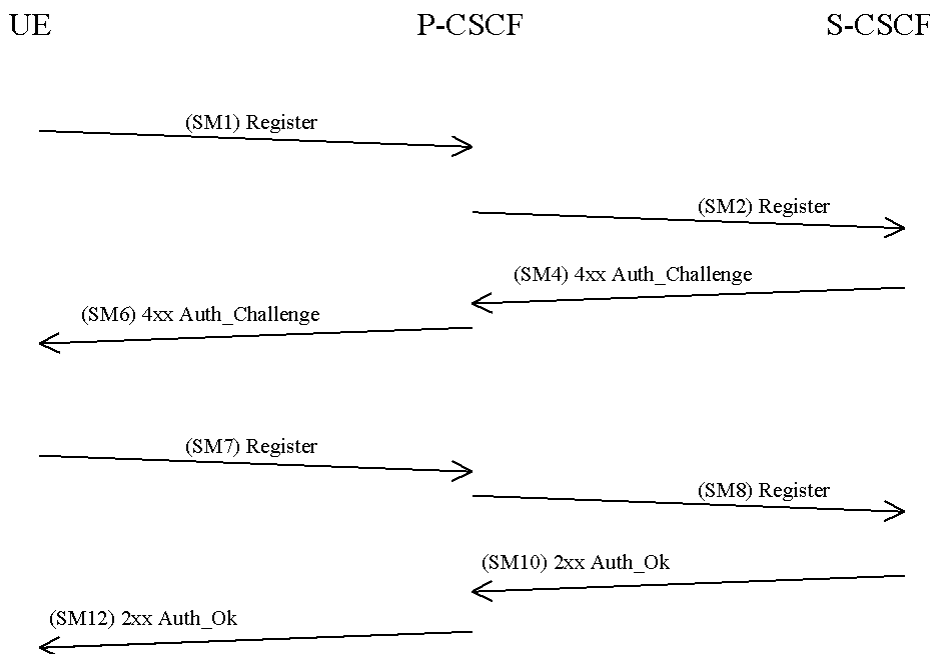 UE P-CSCF S-CSCF
(SM1) Register
(SM2) Register
(SM4) 4xx Auth_Challenge
(SM6) 4xx Auth_Challenge
(SM7) Register
(SM8) Register
(SM10) 2xx Auth_Ok
(SM12) 2xx Auth_Ok